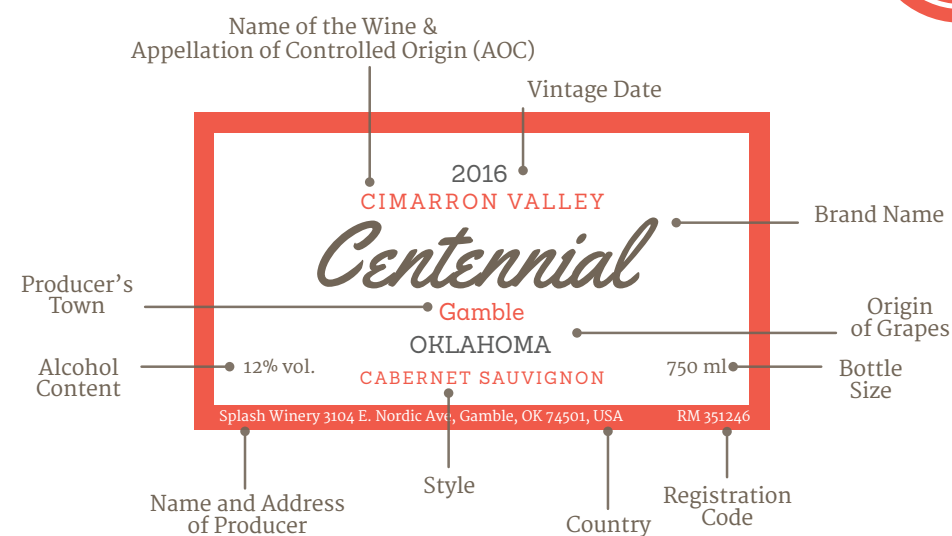 Name of the Wine &
Appellation of Controlled Origin (AOC)
Vintage Date
2016
CIMARRON VALLEY
Brand Name
Centennial
Producer's
Town
Gamble
Origin
of Grapes
OKLAHOMA
Alcohol
Content
12% vol.
750 ml
Bottle
Size
CABERNET SAUVIGNON
Splash Winery 3104 E. Nordic Ave, Gamble, OK 74501, USA
RM 351246
Style
Name and Address
of Producer
Country
Registration
Code